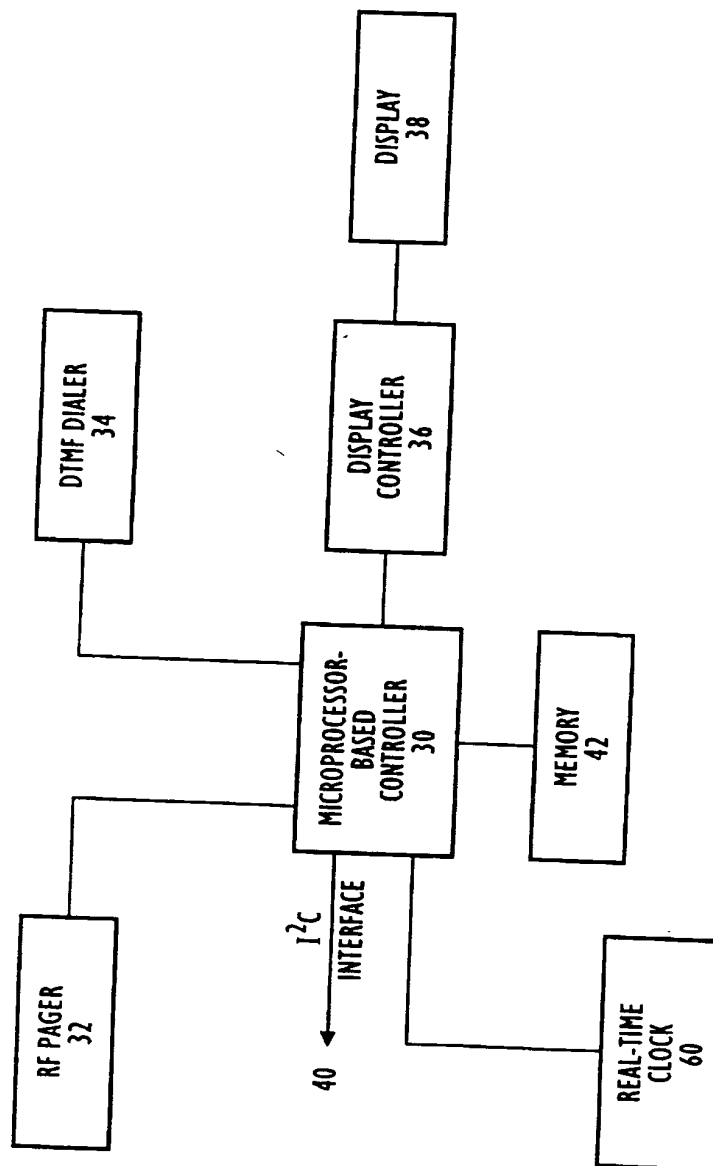 RF PAGER
32
DTMF DIALER
34
I²C
INTERFACE
40
MICROPROCESSOR-
BASED
CONTROLLER
30
DISPLAY
CONTROLLER
36
DISPLAY
38
REAL-TIME
CLOCK
60
MEMORY
42